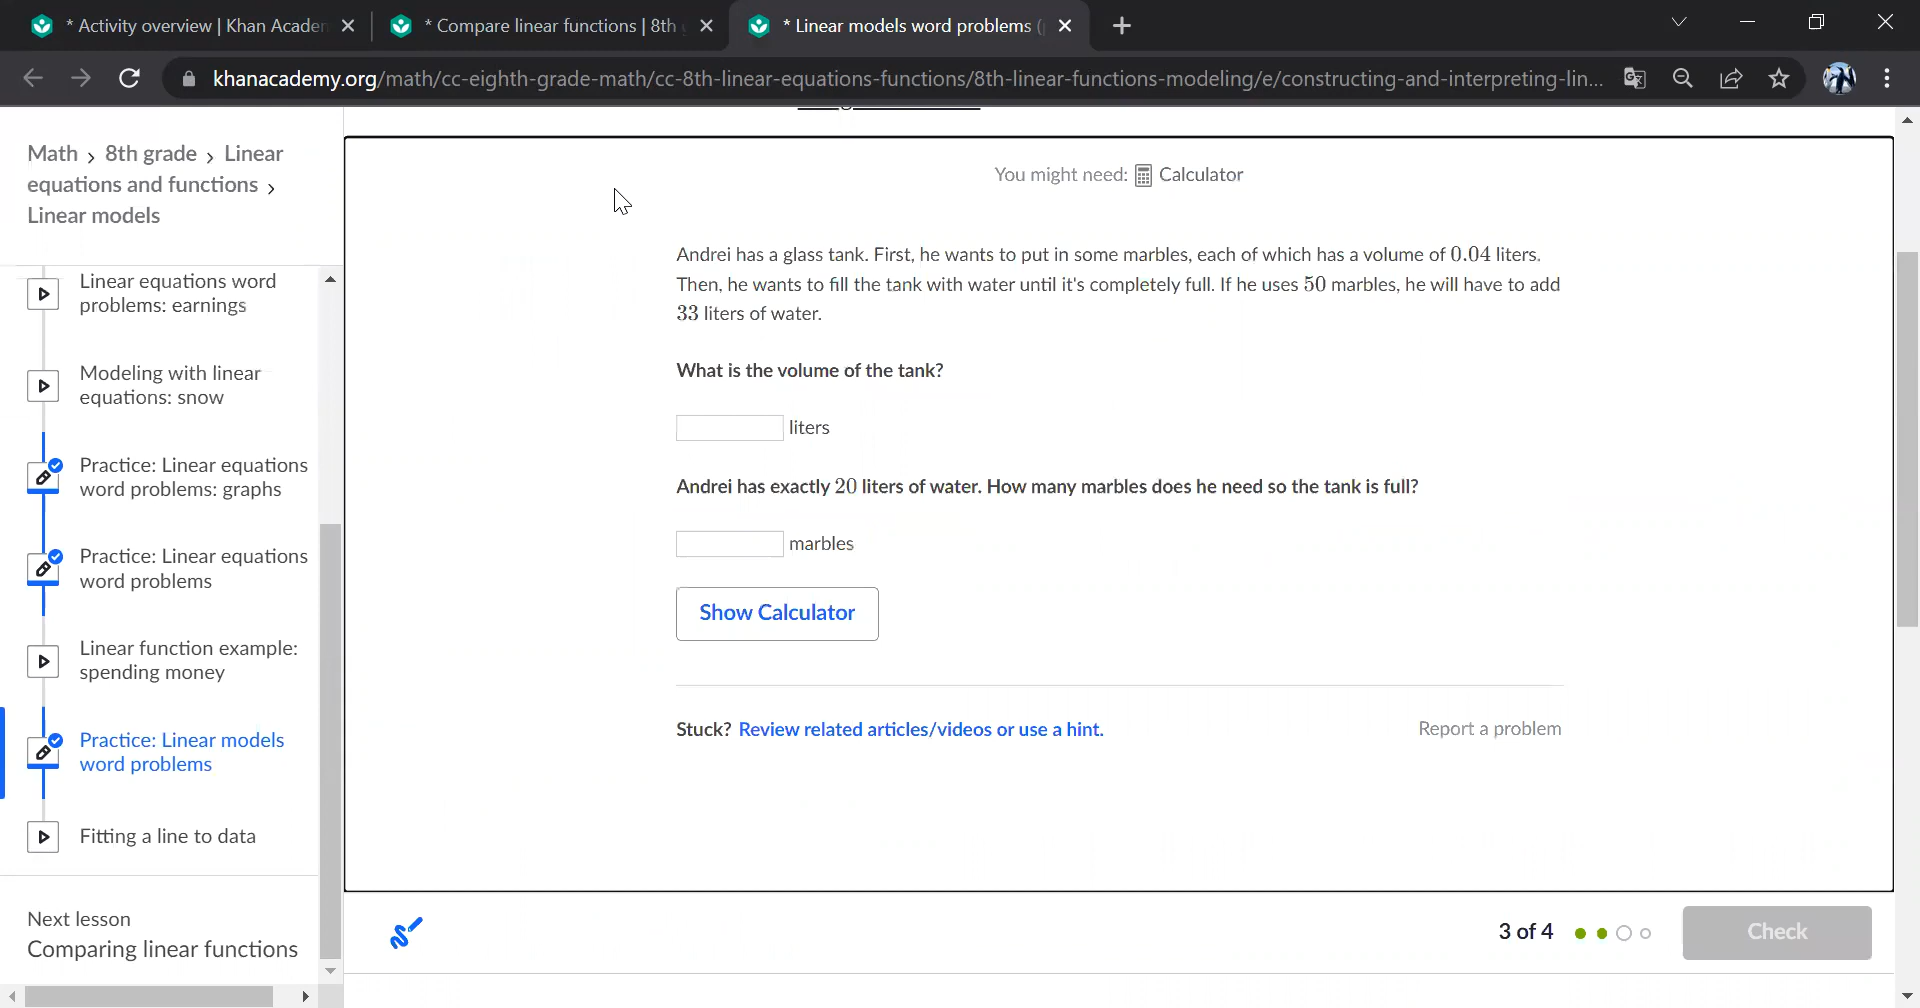 * Activity overview | Khan Acader
* Compare linear functions | 8th
* Linear models word problems (
khanacademy.org/math/cc-eighth-grade-math/cc-8th-linear-equations-functions/8th-linear-functions-modeling/e/constructing-and-interpreting-lin...
Math > 8th grade > Linear
equations and functions >
Linear models
Linear equations word
problems: earnings
Modeling with linear
equations: snow
Practice: Linear equations
word problems: graphs
Practice: Linear equations
word problems
Linear function example:
spending money
Practice: Linear models
word problems
Fitting a line to data
Next lesson
Comparing linear functions
You might need: Calculator
Andrei has a glass tank. First, he wants to put in some marbles, each of which has a volume of 0.04 liters.
Then, he wants to fill the tank with water until it's completely full. If he uses 50 marbles, he will have to add
33 liters of water.
What is the volume of the tank?
liters
Andrei has exactly 20 liters of water. How many marbles does he need so the tank is full?
marbles
Show Calculator
Stuck? Review related articles/videos or use a hint.
Report a problem
3 of 4
Check